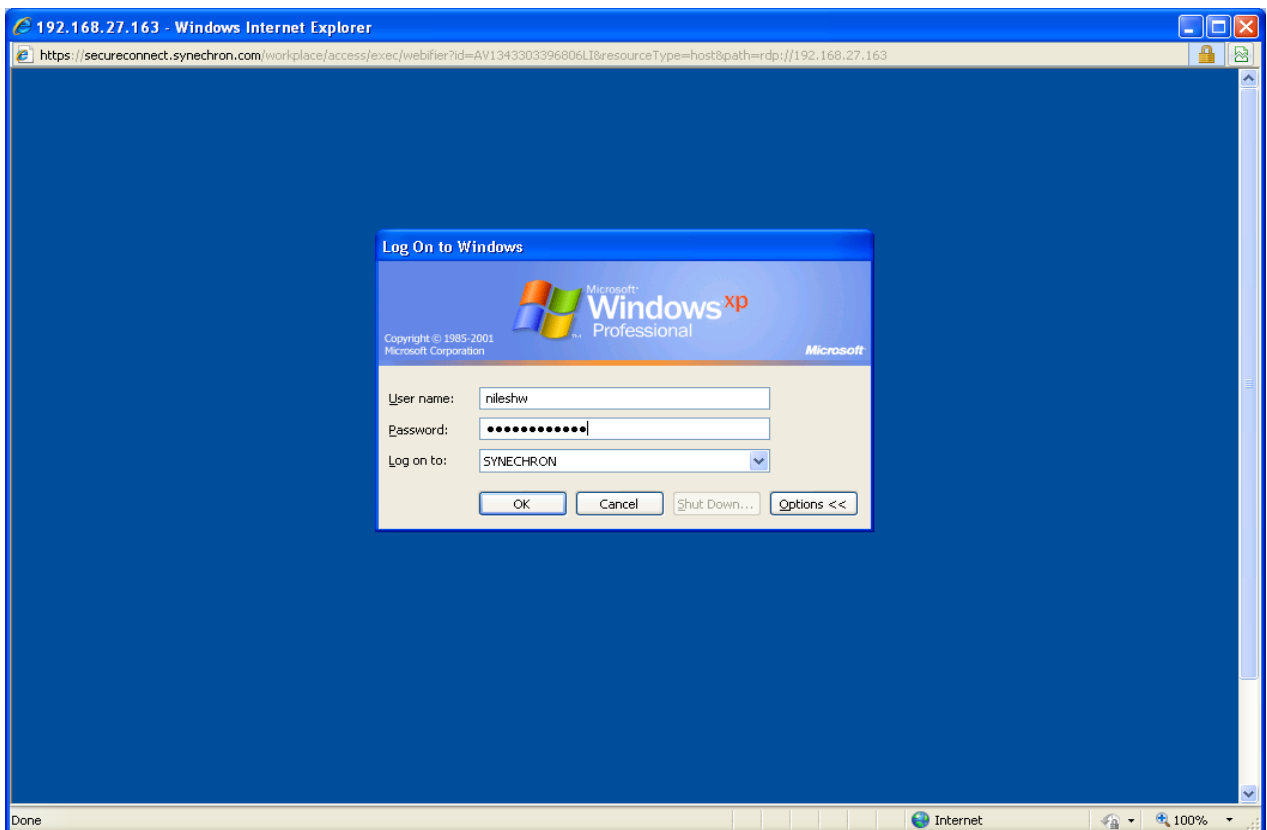 192.168.27.163 - Windows Internet Explorer
https://secureconnect.synechron.com/workplace/access/exec/webifier?id=AV1343303396806LI&resourceType=host&path=rdp://192.168.27.163
Log On to Windows
Microsoft
Windows xp
Professional
Copyright © 1985-2001
Microsoft Corporation
Microsoft
User name: nileshw
Password: ●●●●●●●●●●●●
Log on to: SYNECHRON
OK Cancel Shut Down... Options <<
Done Internet 100%